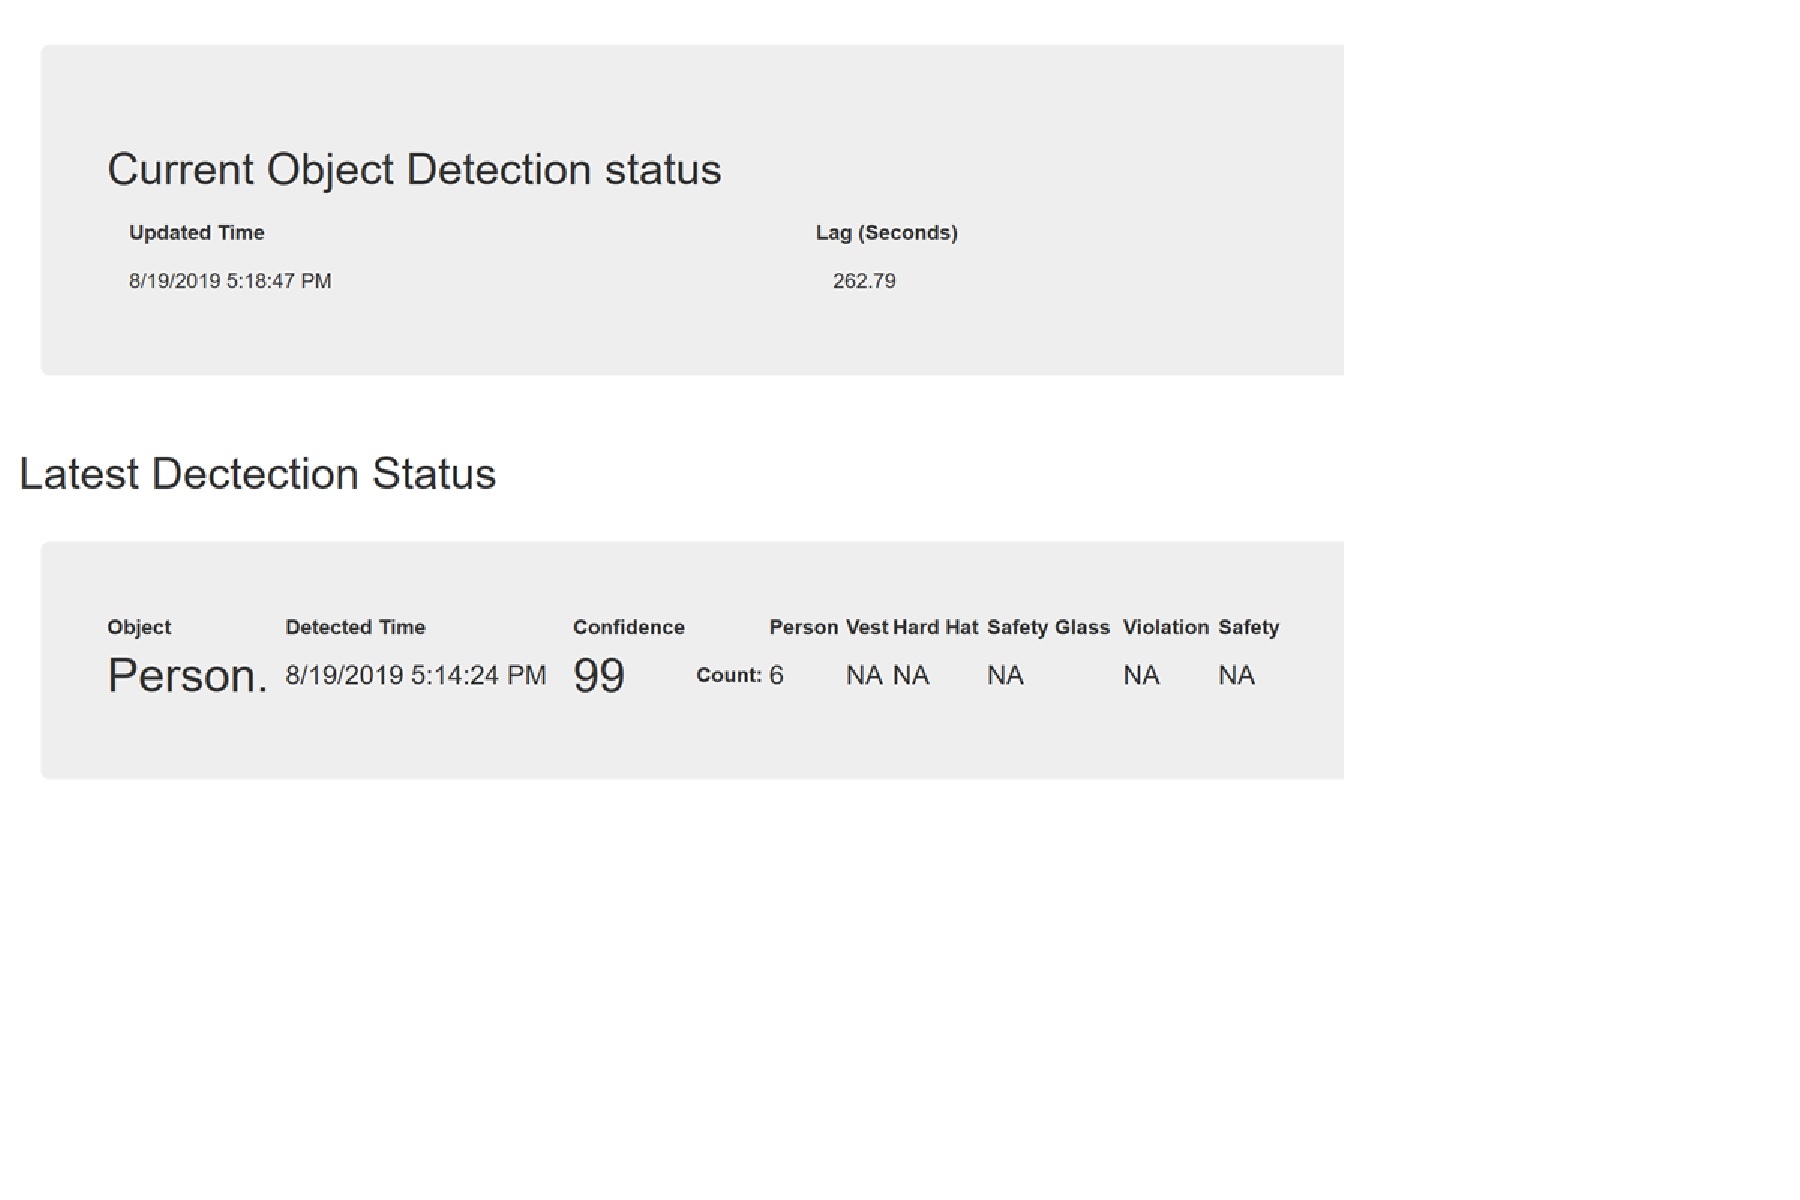 Current Object Detection status
Updated Time Lag (Seconds)
8/19/2019 5:18:47 PM 262.79
Latest Dectection Status
Object Detected Time Confidence Person Vest Hard Hat Safety Glass Violation Safety
Person. 8/19/2019 5:14:24 PM 99 Count: 6 NA NA NA NA NA